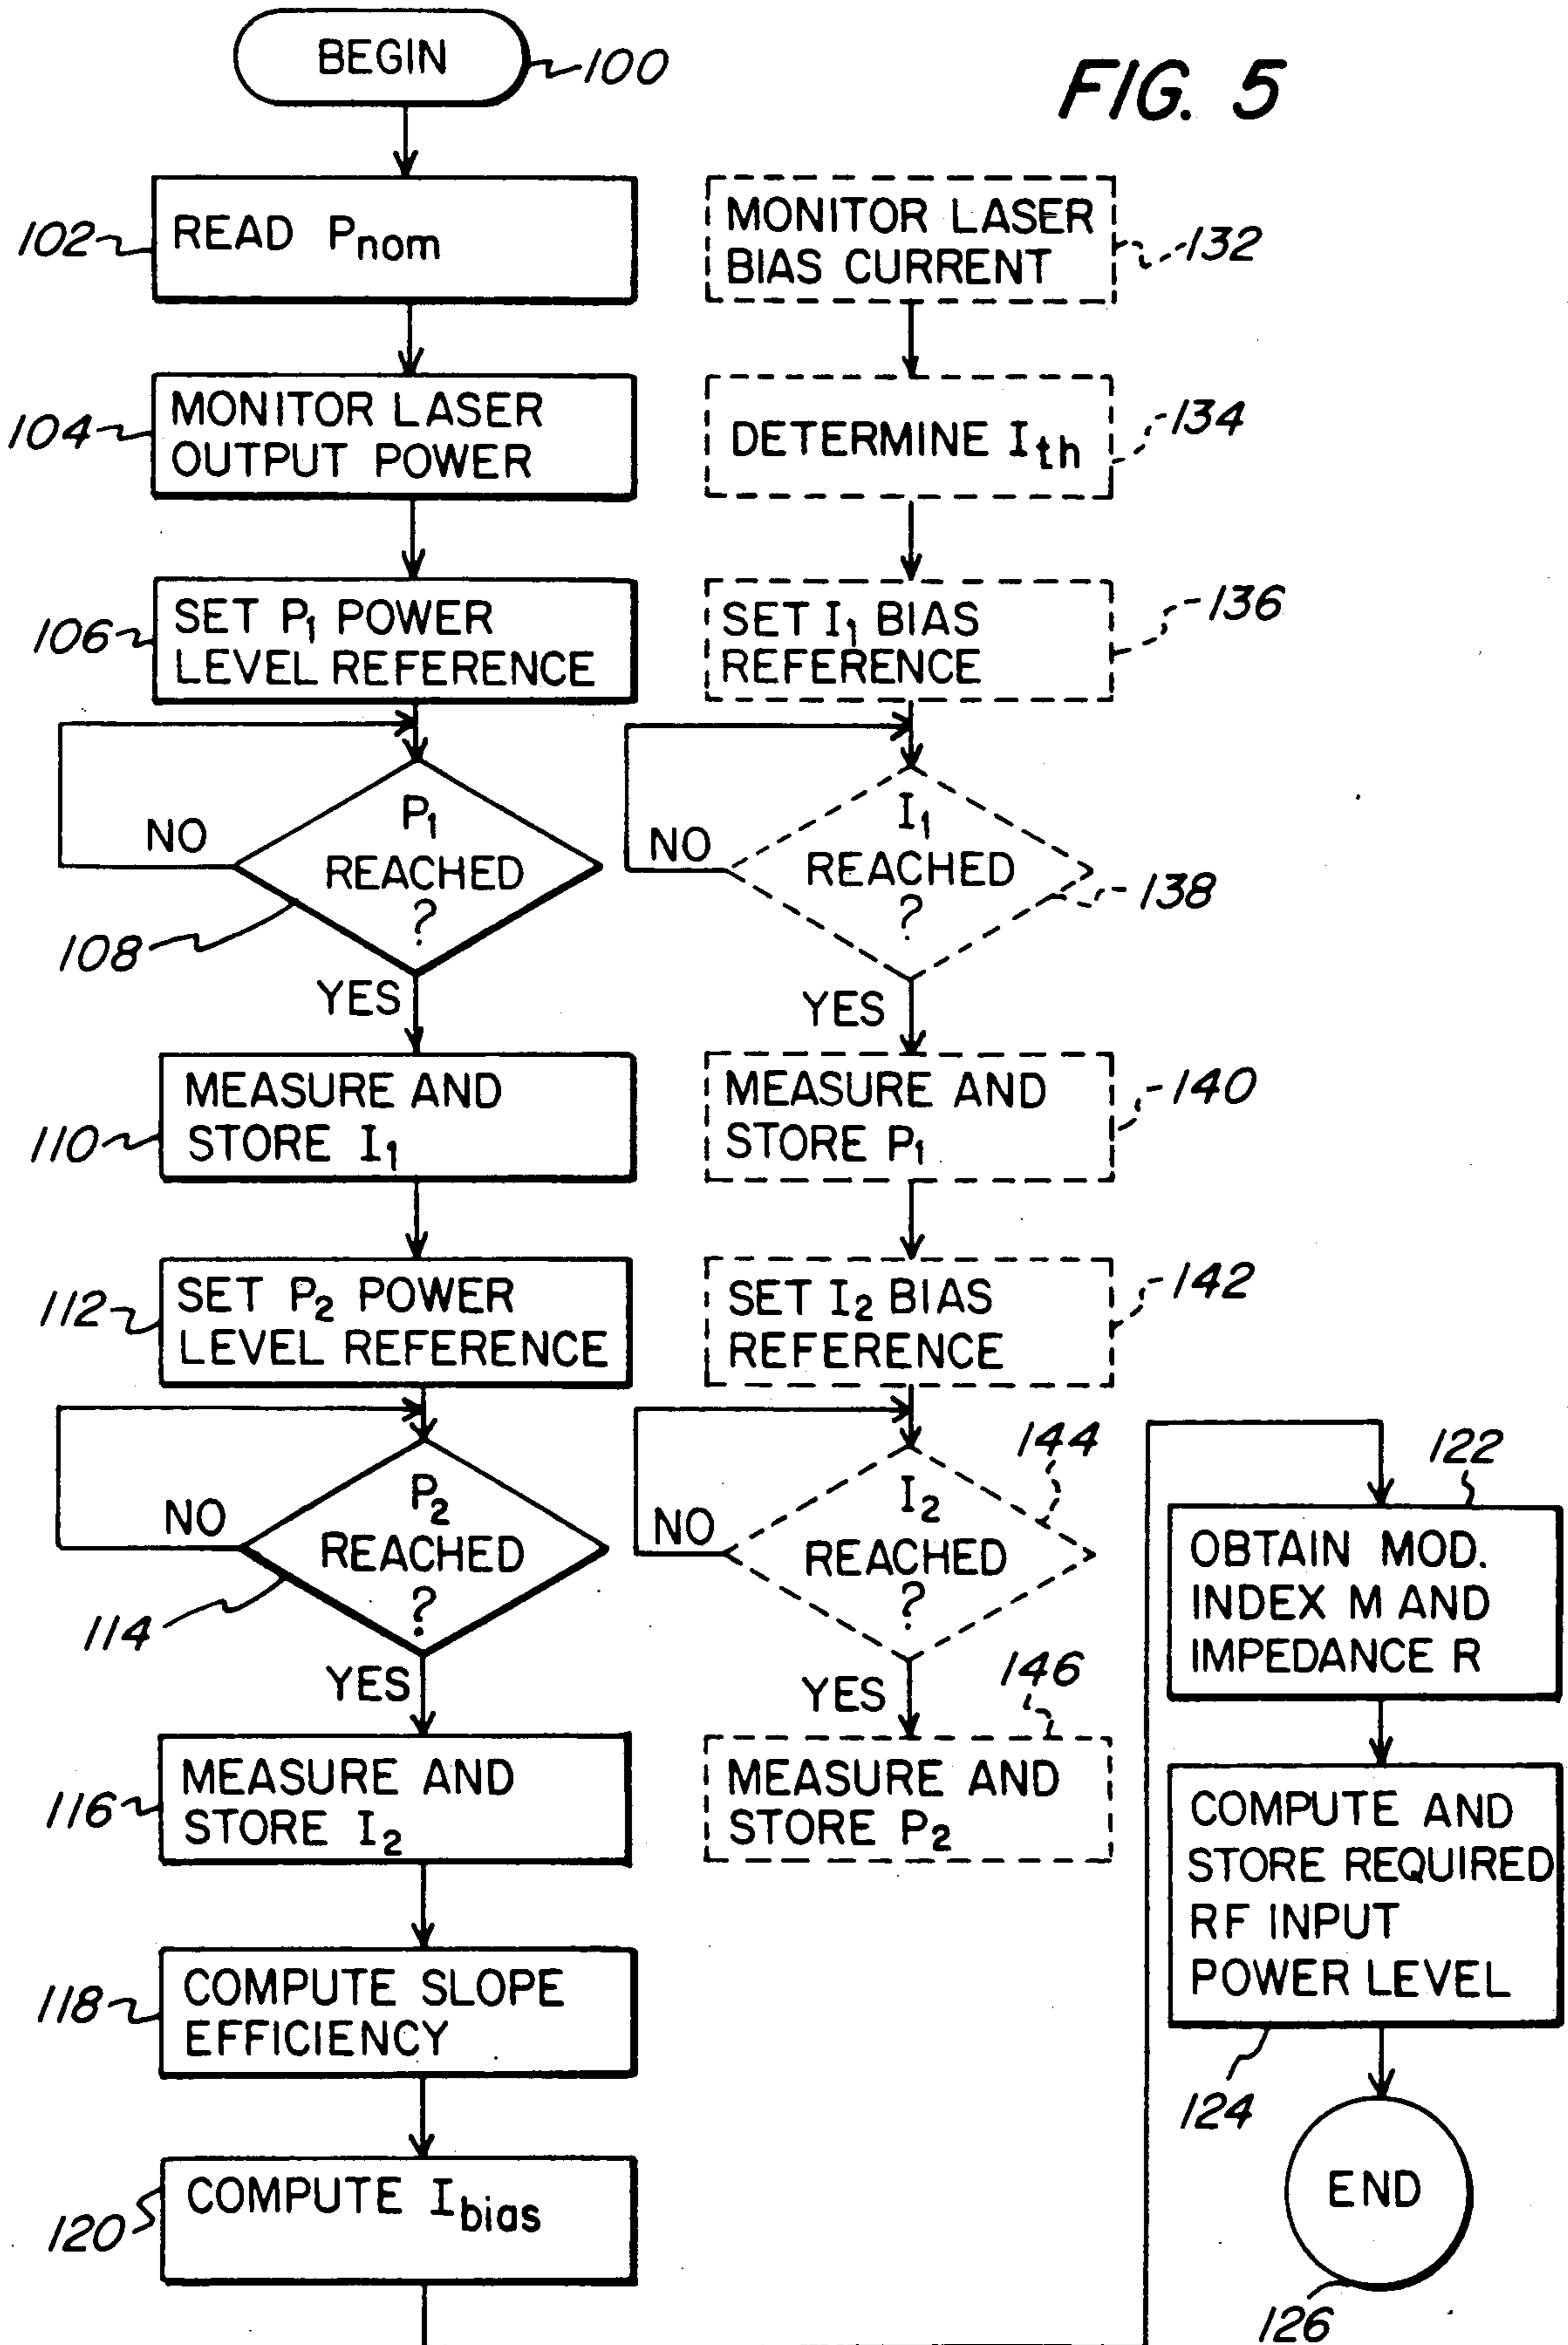 FIG. 5
BEGIN
100
READ Pnom
102
MONITOR LASER
OUTPUT POWER
104
SET P1 POWER
LEVEL REFERENCE
106
P1
REACHED
?
NO
108
YES
MEASURE AND
STORE I1
110
SET P2 POWER
LEVEL REFERENCE
112
P2
REACHED
?
NO
114
YES
MEASURE AND
STORE I2
116
COMPUTE SLOPE
EFFICIENCY
118
COMPUTE Ibias
120
MONITOR LASER
BIAS CURRENT
132
DETERMINE Ith
134
SET I1 BIAS
REFERENCE
136
I1
REACHED
?
NO
138
YES
MEASURE AND
STORE P1
140
SET I2 BIAS
REFERENCE
142
I2
REACHED
?
NO
144
YES
MEASURE AND
STORE P2
146
122
OBTAIN MOD.
INDEX M AND
IMPEDANCE R
COMPUTE AND
STORE REQUIRED
RF INPUT
POWER LEVEL
124
END
126